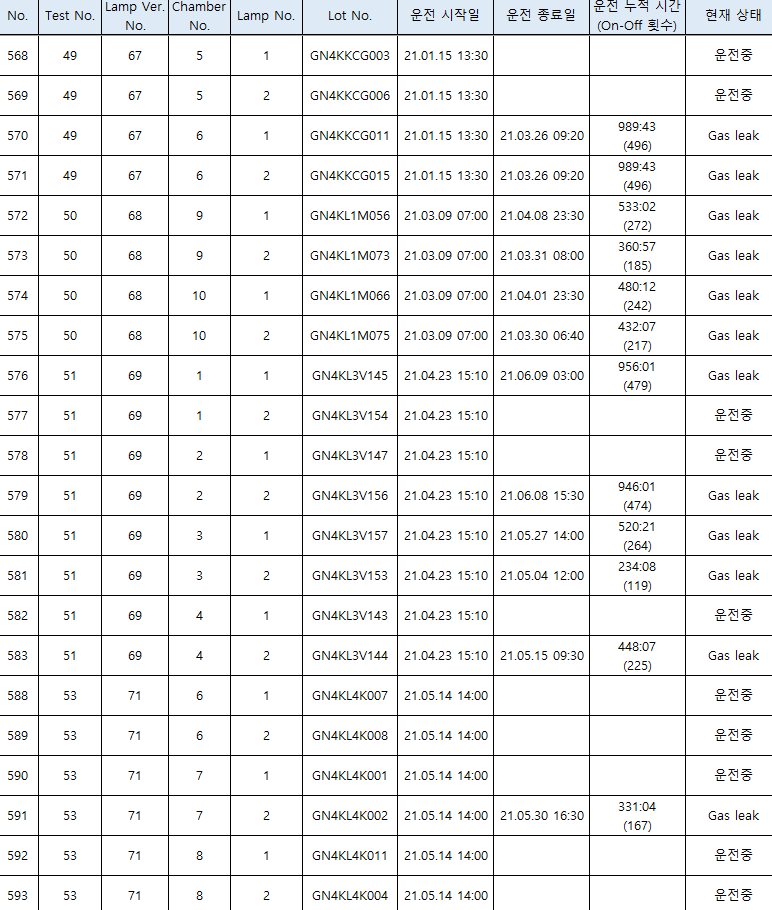 No. Test No. Lamp Ver. No. Chamber No. Lamp No. Lot No. 운전 시작일 운전 종료일 운전 누적 시간 (On-Off 횟수) 현재 상태
568 49 67 5 1 GN4KKCG003 21.01.15 13:30 운전중
569 49 67 5 2 GN4KKCG006 21.01.15 13:30 운전중
570 49 67 6 1 GN4KKCG011 21.01.15 13:30 21.03.26 09:20 989:43 (496) Gas leak
571 49 67 6 2 GN4KKCG015 21.01.15 13:30 21.03.26 09:20 989:43 (496) Gas leak
572 50 68 9 1 GN4KL1M056 21.03.09 07:00 21.04.08 23:30 533:02 (272) Gas leak
573 50 68 9 2 GN4KL1M073 21.03.09 07:00 21.03.31 08:00 360:57 (185) Gas leak
574 50 68 10 1 GN4KL1M066 21.03.09 07:00 21.04.01 23:30 480:12 (242) Gas leak
575 50 68 10 2 GN4KL1M075 21.03.09 07:00 21.03.30 06:40 432:07 (217) Gas leak
576 51 69 1 1 GN4KL3V145 21.04.23 15:10 21.06.09 03:00 956:01 (479) Gas leak
577 51 69 1 2 GN4KL3V154 21.04.23 15:10 운전중
578 51 69 2 1 GN4KL3V147 21.04.23 15:10 운전중
579 51 69 2 2 GN4KL3V156 21.04.23 15:10 21.06.08 15:30 946:01 (474) Gas leak
580 51 69 3 1 GN4KL3V157 21.04.23 15:10 21.05.27 14:00 520:21 (264) Gas leak
581 51 69 3 2 GN4KL3V153 21.04.23 15:10 21.05.04 12:00 234:08 (119) Gas leak
582 51 69 4 1 GN4KL3V143 21.04.23 15:10 운전중
583 51 69 4 2 GN4KL3V144 21.04.23 15:10 21.05.15 09:30 448:07 (225) Gas leak
588 53 71 6 1 GN4KL4K007 21.05.14 14:00 운전중
589 53 71 6 2 GN4KL4K008 21.05.14 14:00 운전중
590 53 71 7 1 GN4KL4K001 21.05.14 14:00 운전중
591 53 71 7 2 GN4KL4K002 21.05.14 14:00 21.05.30 16:30 331:04 (167) Gas leak
592 53 71 8 1 GN4KL4K011 21.05.14 14:00 운전중
593 53 71 8 2 GN4KL4K004 21.05.14 14:00 운전중